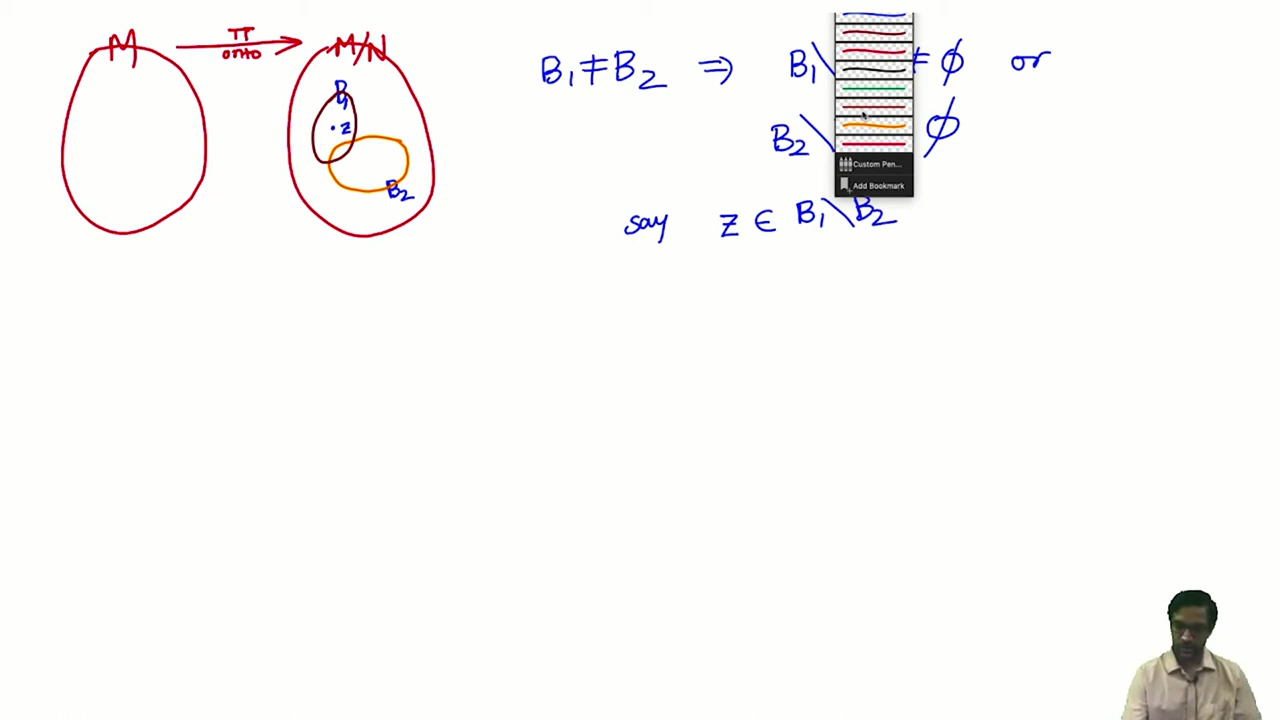 M π onto M/N
B₁
z
B₂
B₁ ≠ B₂ ⇒ B₁ \ ≠ ϕ or
B₂ \ ϕ
Custom Pen...
Add Bookmark
say z ∈ B₁ \ B₂